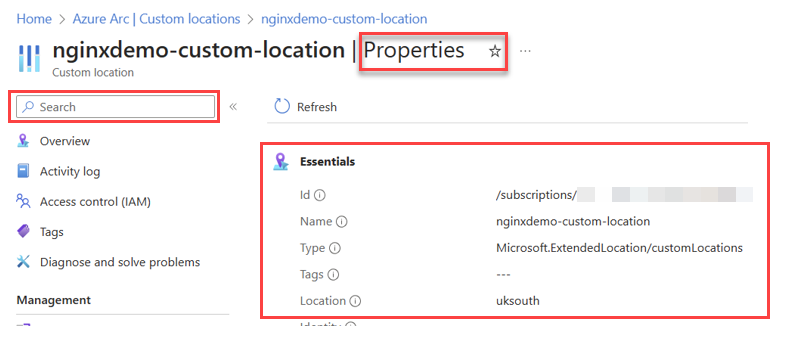 Home > Azure Arc | Custom locations > nginxdemo-custom-location
nginxdemo-custom-location | Properties ☆ ...
Custom location
Search «
Overview
Activity log
Access control (IAM)
Tags
Diagnose and solve problems
Management
Refresh
Essentials
Id /subscriptions/
Name nginxdemo-custom-location
Type Microsoft.ExtendedLocation/customLocations
Tags ---
Location uksouth
Identity